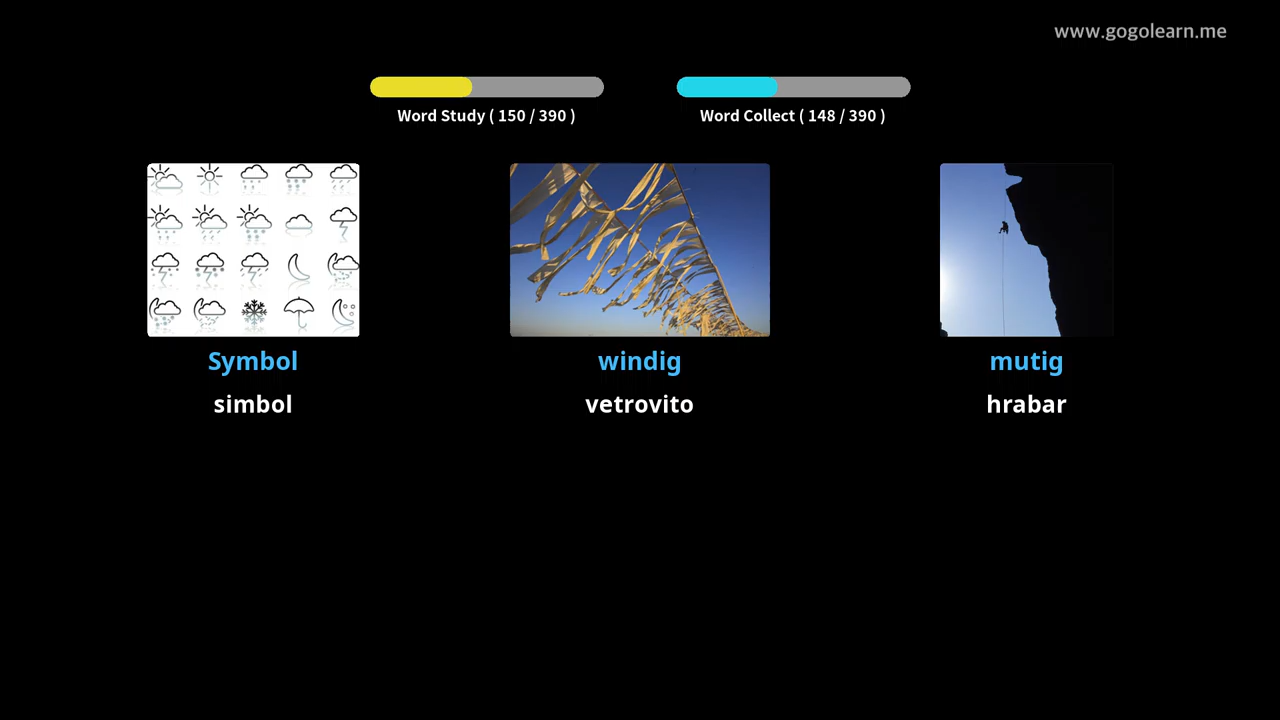 www.gogolearn.me
Word Study ( 150 / 390 )
Word Collect ( 148 / 390 )
Symbol
simbol
windig
vetrovito
mutig
hrabar